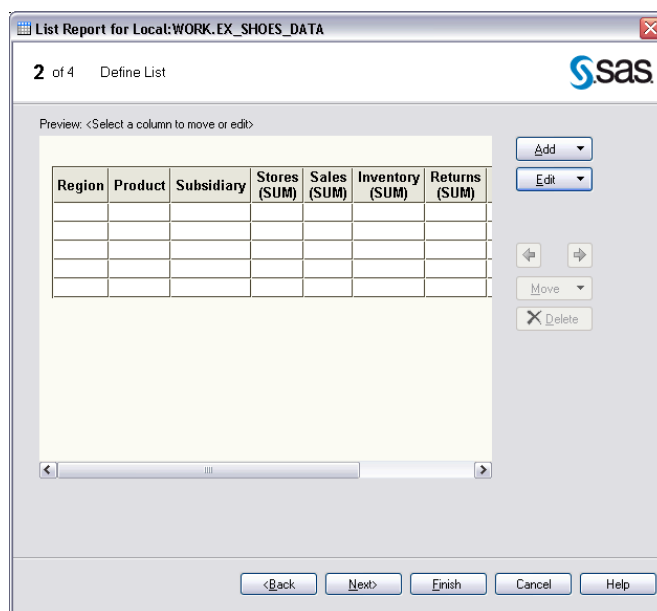 List Report for Local:WORK.EX_SHOES_DATA
2 of 4 Define List
sas
Preview: <Select a column to move or edit>
Add
Edit
Region Product Subsidiary Stores (SUM) Sales (SUM) Inventory (SUM) Returns (SUM)
Move
Delete
<Back Next> Finish Cancel Help